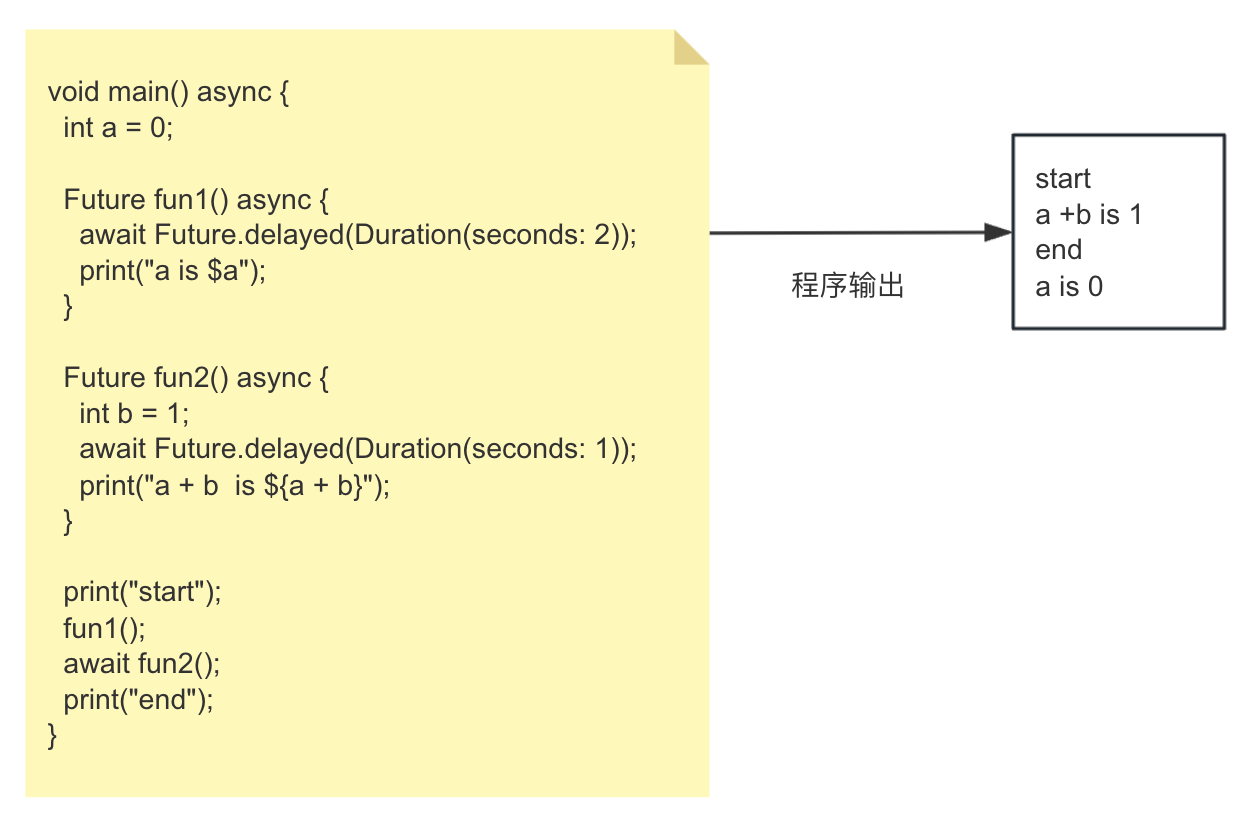 void main() async {
int a = 0;
Future fun1() async {
await Future.delayed(Duration(seconds: 2));
print("a is $a");
}
Future fun2() async {
int b = 1;
await Future.delayed(Duration(seconds: 1));
print("a + b  is ${a + b}");
}
print("start");
fun1();
await fun2();
print("end");
}
程序输出
start
a +b is 1
end
a is 0